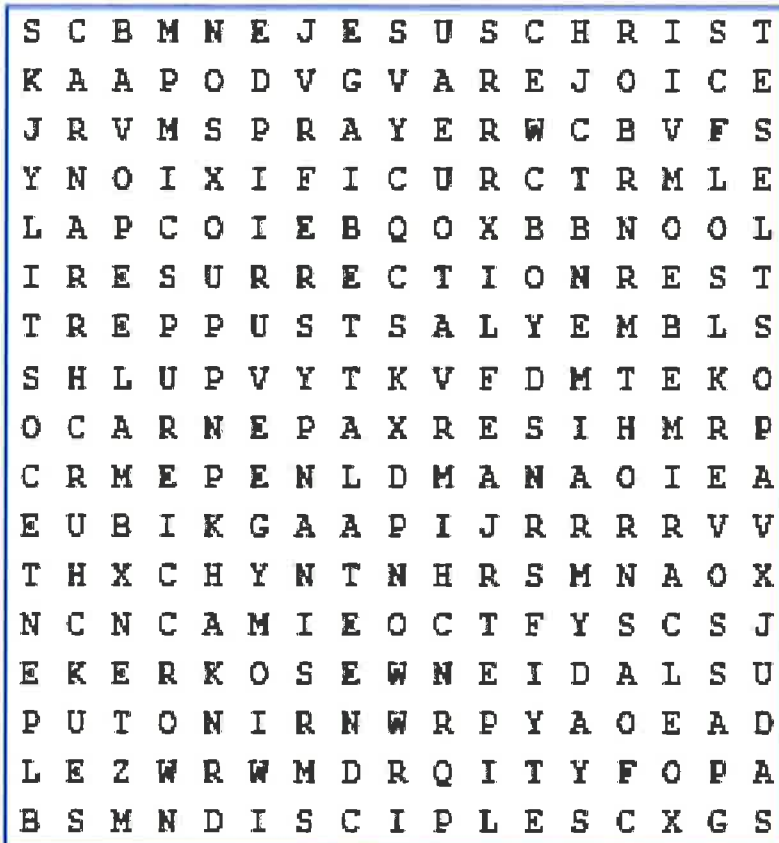 S C B M N E J E S U S C H R I S T
K A A P O D V G V A R E J O I C E
J R V M S P R A Y E R W C B V F S
Y N O I X I F I C U R C T R M L E
L A P C O I E B Q O X B B N O O L
I R E S U R R E C T I O N R E S T
T R E P P U S T S A L Y E M B L S
S H L U P V Y T K V F D M T E K O
O C A R N E P A X R E S I H M R P
C R M E P E N L D M A N A O I E A
E U B I K G A A P I J R R R R V V
T H X C H Y N T N H R S M N A O X
N C N C A M I E O C T F Y S C S J
E K E R K O S E W N E I D A L S U
P U T O N I R N W R P Y A O E A D
L E Z W R W M D R Q I T Y F O P A
B S M N D I S C I P L E S C X G S